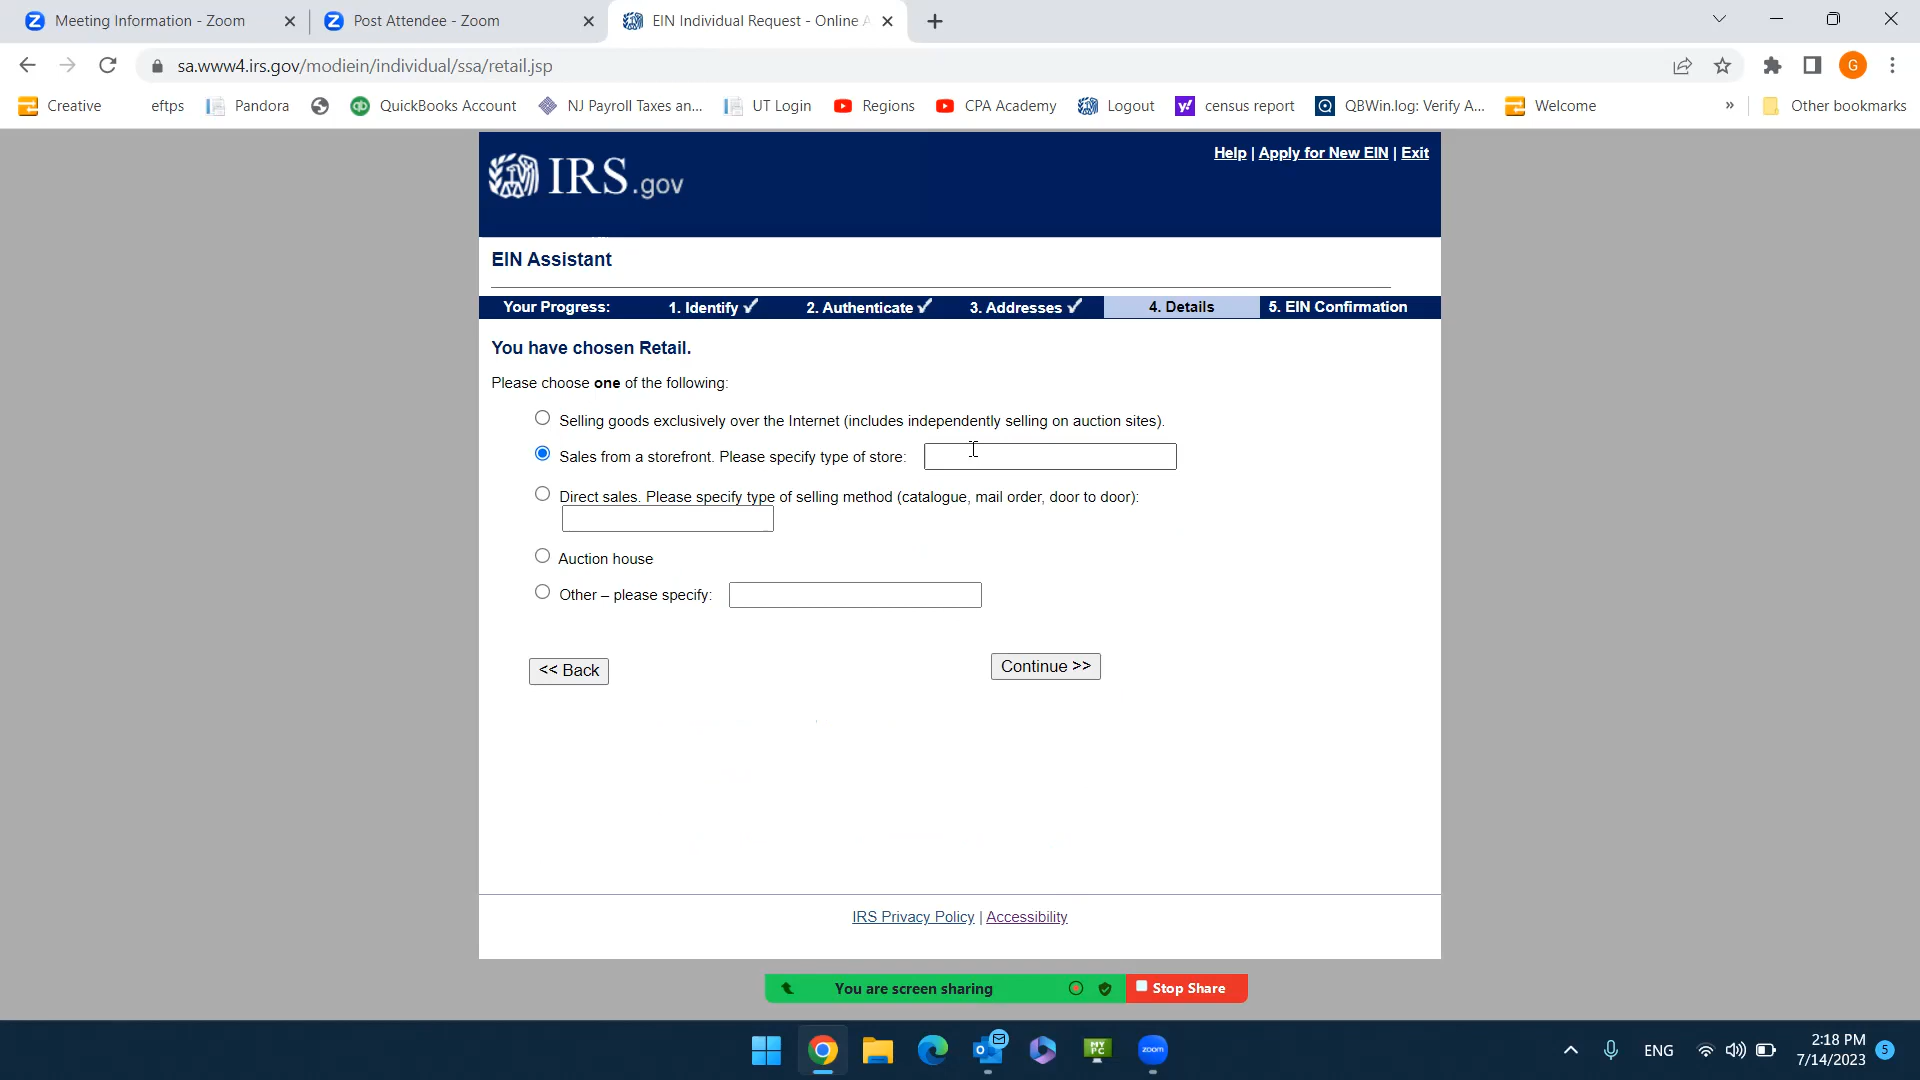 Meeting Information - Zoom
Post Attendee - Zoom
EIN Individual Request - Online A
sa.www4.irs.gov/modiein/individual/ssa/retail.jsp
G
Creative
eftps
Pandora
QuickBooks Account
NJ Payroll Taxes an...
UT Login
Regions
CPA Academy
Logout
census report
QBWin.log: Verify A...
Welcome
»
Other bookmarks
IRS.gov
Help | Apply for New EIN | Exit
EIN Assistant
Your Progress: 1. Identify ✓ 2. Authenticate ✓ 3. Addresses ✓ 4. Details 5. EIN Confirmation
You have chosen Retail.
Please choose one of the following:
Selling goods exclusively over the Internet (includes independently selling on auction sites).
Sales from a storefront. Please specify type of store:
Direct sales. Please specify type of selling method (catalogue, mail order, door to door):
Auction house
Other – please specify:
<< Back
Continue >>
IRS Privacy Policy | Accessibility
You are screen sharing
Stop Share
MY PC
zoom
ENG
2:18 PM
7/14/2023
5